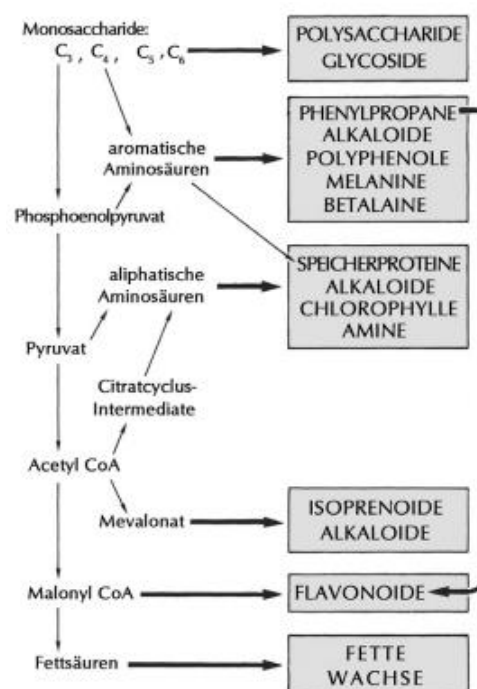 Monosaccharide:
C3 , C4 , C5 , C6
POLYSACCHARIDE
GLYCOSIDE
aromatische
Aminosäuren
PHENYLPROPANE
ALKALOIDE
POLYPHENOLE
MELANINE
BETALAINE
Phosphoenolpyruvat
aliphatische
Aminosäuren
SPEICHERPROTEINE
ALKALOIDE
CHLOROPHYLLE
AMINE
Pyruvat
Citratcyclus-
Intermediate
Acetyl CoA
Mevalonat
ISOPRENOIDE
ALKALOIDE
Malonyl CoA
FLAVONOIDE
Fettsäuren
FETTE
WACHSE